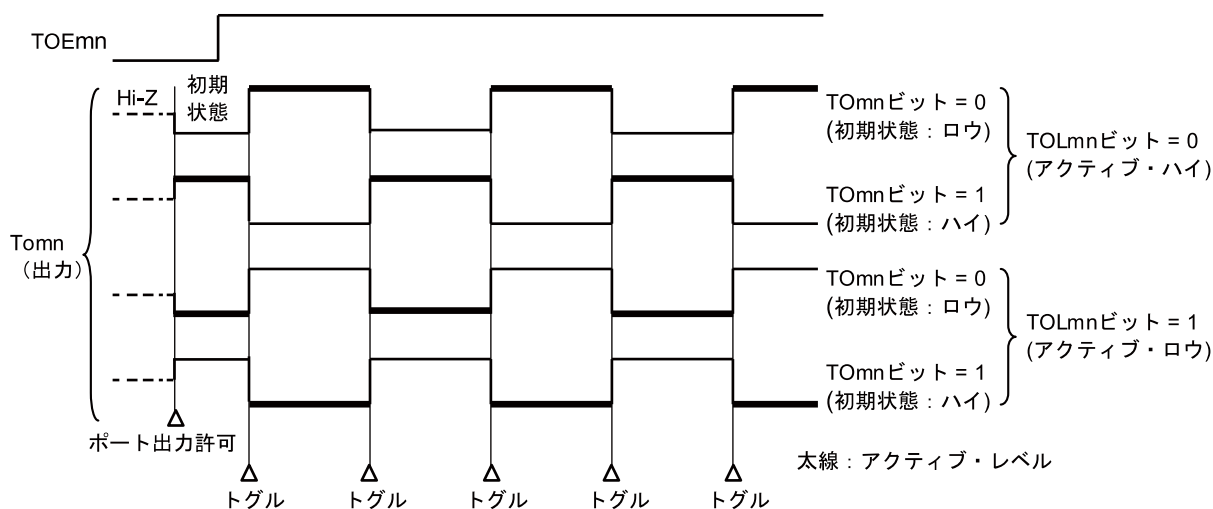 TOEmn
Hi-Z
初期
状態
TOmnビット = 0
(初期状態：ロウ)
TOLmnビット = 0
(アクティブ・ハイ)
TOmnビット = 1
(初期状態：ハイ)
Tomn
（出力）
TOmnビット = 0
(初期状態：ロウ)
TOLmnビット = 1
(アクティブ・ロウ)
TOmnビット = 1
(初期状態：ハイ)
ポート出力許可
太線：アクティブ・レベル
トグル
トグル
トグル
トグル
トグル